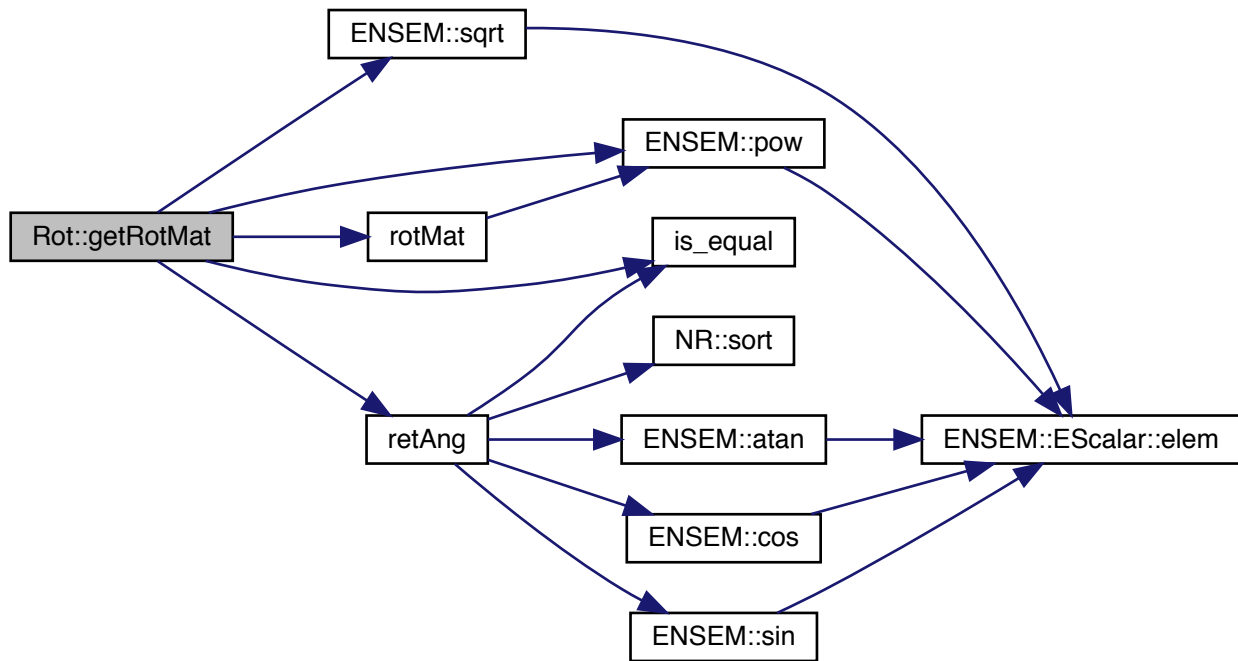 ENSEM::sqrt
ENSEM::pow
Rot::getRotMat
rotMat
is_equal
NR::sort
retAng
ENSEM::atan
ENSEM::EScalar::elem
ENSEM::cos
ENSEM::sin